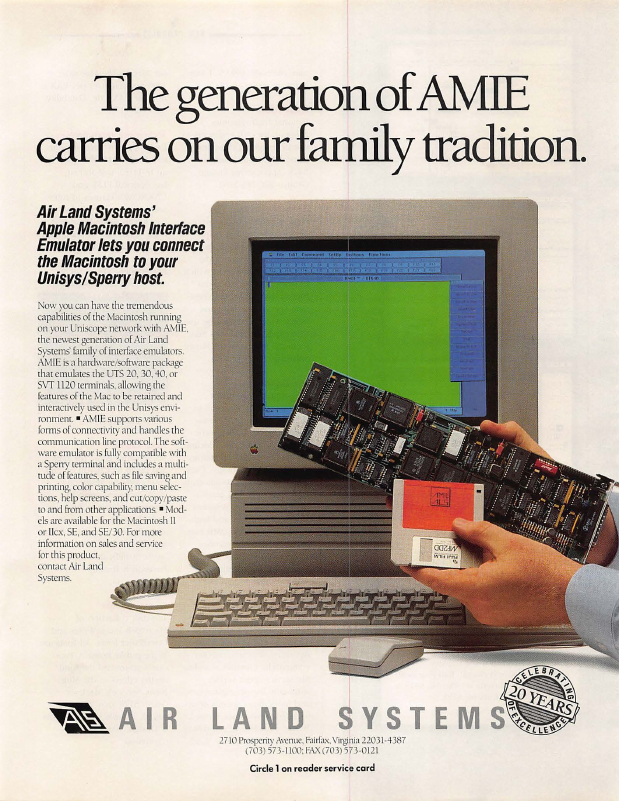 The generation of AMIE
carries on our family tradition.
Air Land Systems'
Apple Macintosh Interface
Emulator lets you connect
the Macintosh to your
Unisys/Sperry host.
Now you can have the tremendous
capabilities of the Macintosh running
on your Uniscope network with AMIE,
the newest generation of Air Land
Systems' family of interface emulators.
AMIE is a hardware/software package
that emulates the UTS 20, 30, 40, or
SVT 1120 terminals, allowing the
features of the Mac to be retained and
interactively used in the Unisys envi-
ronment. ■ AMIE supports various
forms of connectivity and handles the
communication line protocol. The soft-
ware emulator is fully compatible with
a Sperry terminal and includes a multi-
tude of features, such as file saving and
printing, color capability, menu selec-
tions, help screens, and cut/copy/paste
to and from other applications. ■ Mod-
els are available for the Macintosh II
or IIcx, SE, and SE/30. For more
information on sales and service
for this product,
contact Air Land
Systems.
File Edit
MF2DD
ALS AIR LAND SYSTEMS
CELEBRATING
20 YEARS
OF EXCELLENCE
2710 Prosperity Avenue, Fairfax, Virginia 22031-4387
(703) 573-1100; FAX (703) 573-0121
Circle 1 on reader service card